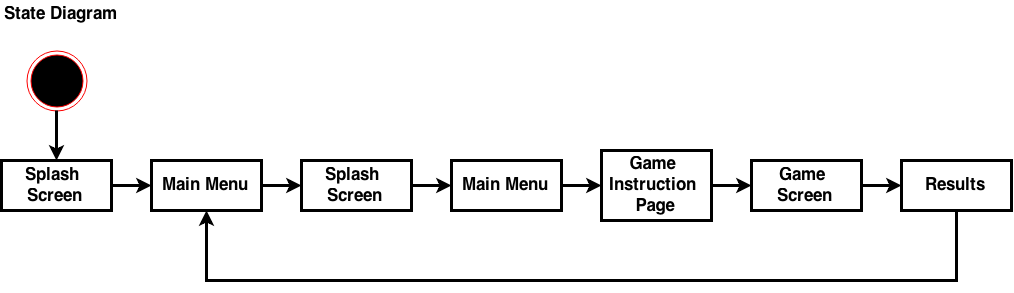 State Diagram
Splash
Screen
Main Menu
Splash
Screen
Main Menu
Game
Instruction
Page
Game
Screen
Results